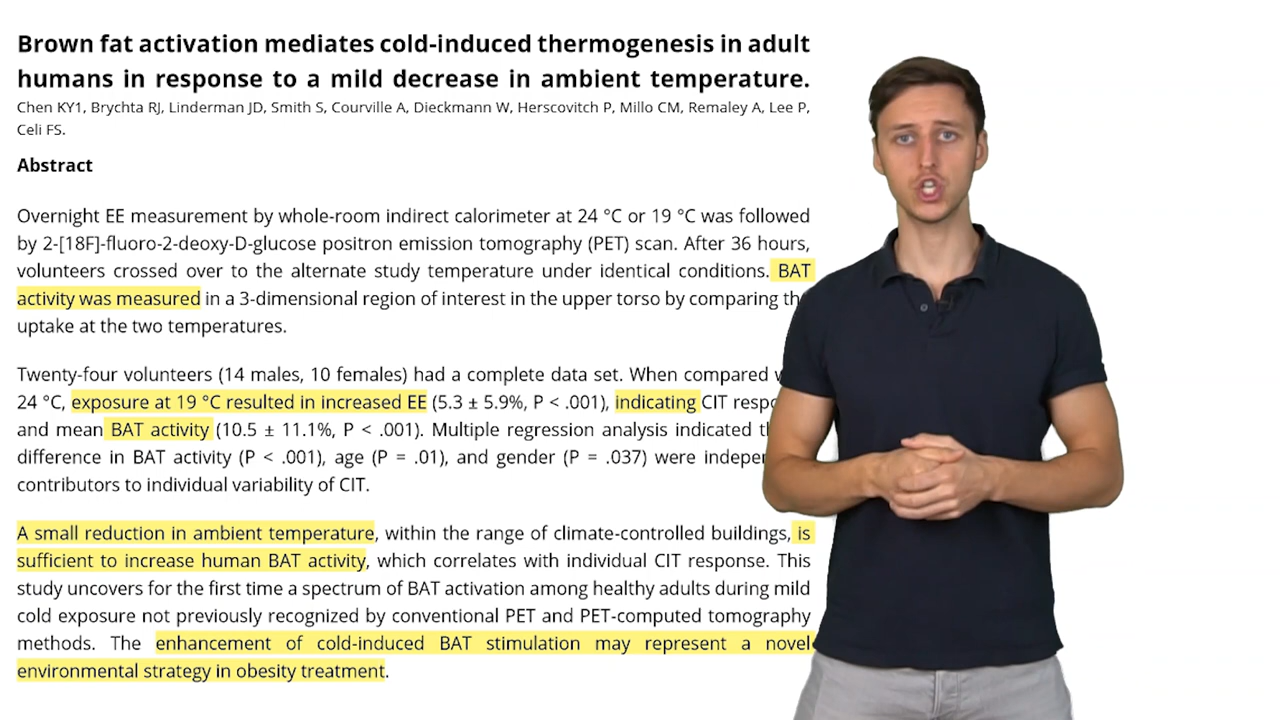 Brown fat activation mediates cold-induced thermogenesis in adult
humans in response to a mild decrease in ambient temperature.
Chen KY1, Brychta RJ, Linderman JD, Smith S, Courville A, Dieckmann W, Herscovitch P, Millo CM, Remaley A, Lee P,
Celi FS.
Abstract
Overnight EE measurement by whole-room indirect calorimeter at 24 °C or 19 °C was followed
by 2-[18F]-fluoro-2-deoxy-D-glucose positron emission tomography (PET) scan. After 36 hours,
volunteers crossed over to the alternate study temperature under identical conditions. BAT
activity was measured in a 3-dimensional region of interest in the upper torso by comparing
uptake at the two temperatures.
Twenty-four volunteers (14 males, 10 females) had a complete data set. When compared
24 °C, exposure at 19 °C resulted in increased EE (5.3 ± 5.9%, P < .001), indicating CIT
and mean BAT activity (10.5 ± 11.1%, P < .001). Multiple regression analysis indicated
difference in BAT activity (P < .001), age (P = .01), and gender (P = .037) were
contributors to individual variability of CIT.
A small reduction in ambient temperature, within the range of climate-controlled buildings, is
sufficient to increase human BAT activity, which correlates with individual CIT response. This
study uncovers for the first time a spectrum of BAT activation among healthy adults during mild
cold exposure not previously recognized by conventional PET and PET-computed tomography
methods. The enhancement of cold-induced BAT stimulation may represent a novel
environmental strategy in obesity treatment.